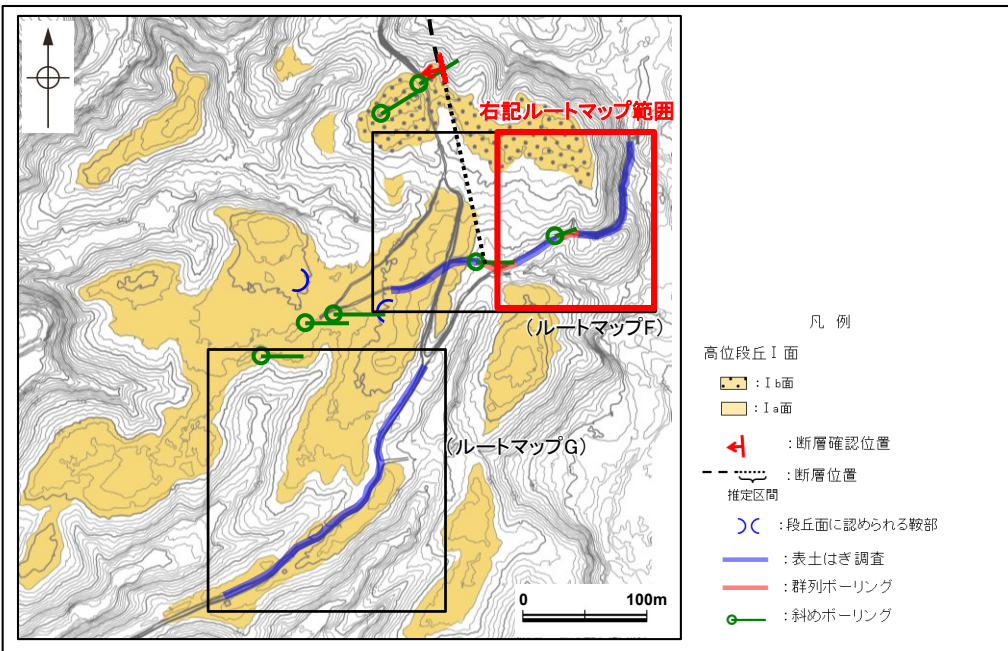 右記ルートマップ範囲
(ルートマップF)
(ルートマップG)
0 100m
凡 例
高位段丘Ⅰ面
：Ⅰb面
：Ⅰa面
：断層確認位置
：断層位置
推定区間
：段丘面に認められる鞍部
：表土はぎ調査
：群列ボーリング
：斜めボーリング